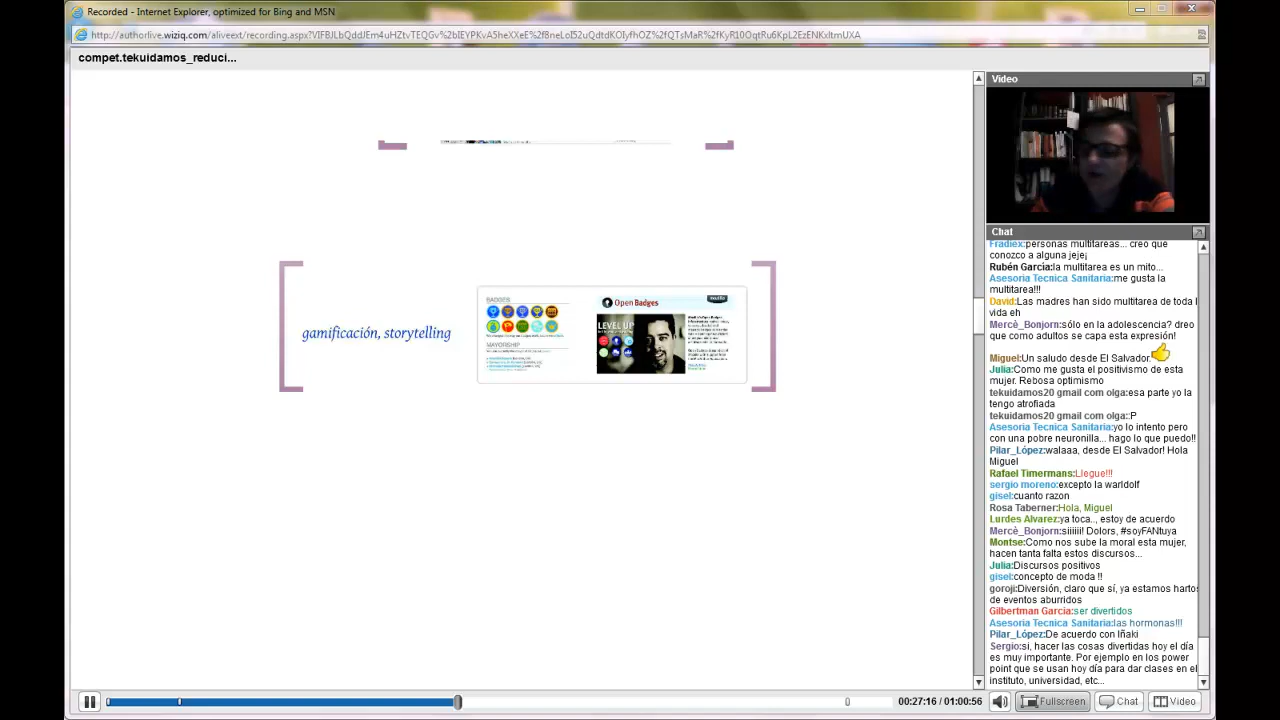 Recorded - Internet Explorer, optimized for Bing and MSN
compet.tekuidamos_reduci...
gamificación, storytelling
BADGES
MAYORSHIP
Open Badges
mozilla
LEVEL UP
Video
Chat
Fradiex:personas multitareas... creo que
conozco a alguna jeje¡
Rubén García:la multitarea es un mito...
Asesoria Tecnica Sanitaria:me gusta la
multitarea!!!
David:Las madres han sido multitarea de toda
vida eh
Mercè_Bonjorn:sólo en la adolescencia? creo
que como adultos se capa esta expresión!
Miguel:Un saludo desde El Salvador.
Julia:Como me gusta el positivismo de esta
mujer. Rebosa optimismo
tekuidamos20 gmail com olga:esa parte yo la
tengo atrofiada
tekuidamos20 gmail com olga::P
Asesoria Tecnica Sanitaria:yo lo intento pero
con una pobre neuronilla... hago lo que puedo!!
Pilar_López:walaaa, desde El Salvador! Hola
Miguel
Rafael Timermans:Llegue!!!
sergio moreno:excepto la warldolf
gisel:cuanto razon
Rosa Taberner:Hola, Miguel
Lurdes Alvarez:ya toca.., estoy de acuerdo
Mercè_Bonjorn:siiiiii! Dolors, #soyFANtuya
Montse:Como nos sube la moral esta mujer,
hacen tanta falta estos discursos...
Julia:Discursos positivos
gisel:concepto de moda !!
goroji:Diversión, claro que sí, ya estamos hartos
de eventos aburridos
Gilbertman Garcia:ser divertidos
Asesoria Tecnica Sanitaria:las hormonas!!!
Pilar_López:De acuerdo con Iñaki
Sergio:si, hacer las cosas divertidas hoy el día
es muy importante. Por ejemplo en los power
point que se usan hoy día para dar clases en el
instituto, universidad, etc...
00:27:16 / 01:00:56
Fullscreen
Chat
Video